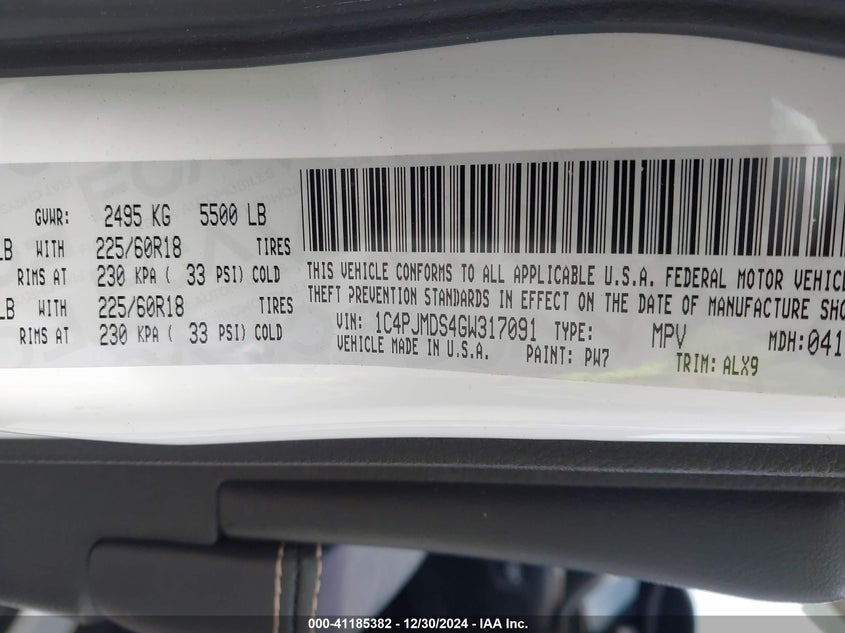 GVWR: 2495 KG 5500 LB
LB WITH 225/60R18 TIRES
RIMS AT 230 KPA ( 33 PSI) COLD
LB WITH 225/60R18 TIRES
RIMS AT 230 KPA ( 33 PSI) COLD
THIS VEHICLE CONFORMS TO ALL APPLICABLE U.S.A. FEDERAL MOTOR VEHICL
THEFT PREVENTION STANDARDS IN EFFECT ON THE DATE OF MANUFACTURE SHO
VIN: 1C4PJMDS4GW317091 TYPE: MPV MDH:041
VEHICLE MADE IN U.S.A. PAINT: PW7 TRIM: ALX9
000-41185382 - 12/30/2024 - IAA Inc.